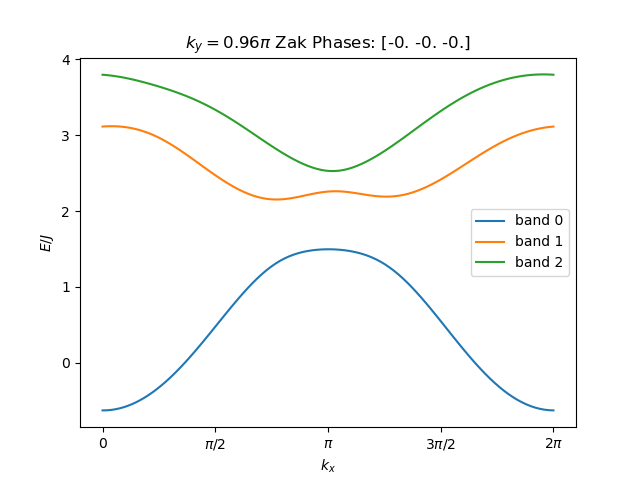 $k_y = 0.96\pi$ Zak Phases: [-0. -0. -0.]
4
3
2
1
0
E/J
band 0
band 1
band 2
0
π/2
π
3π/2
2π
$k_x$